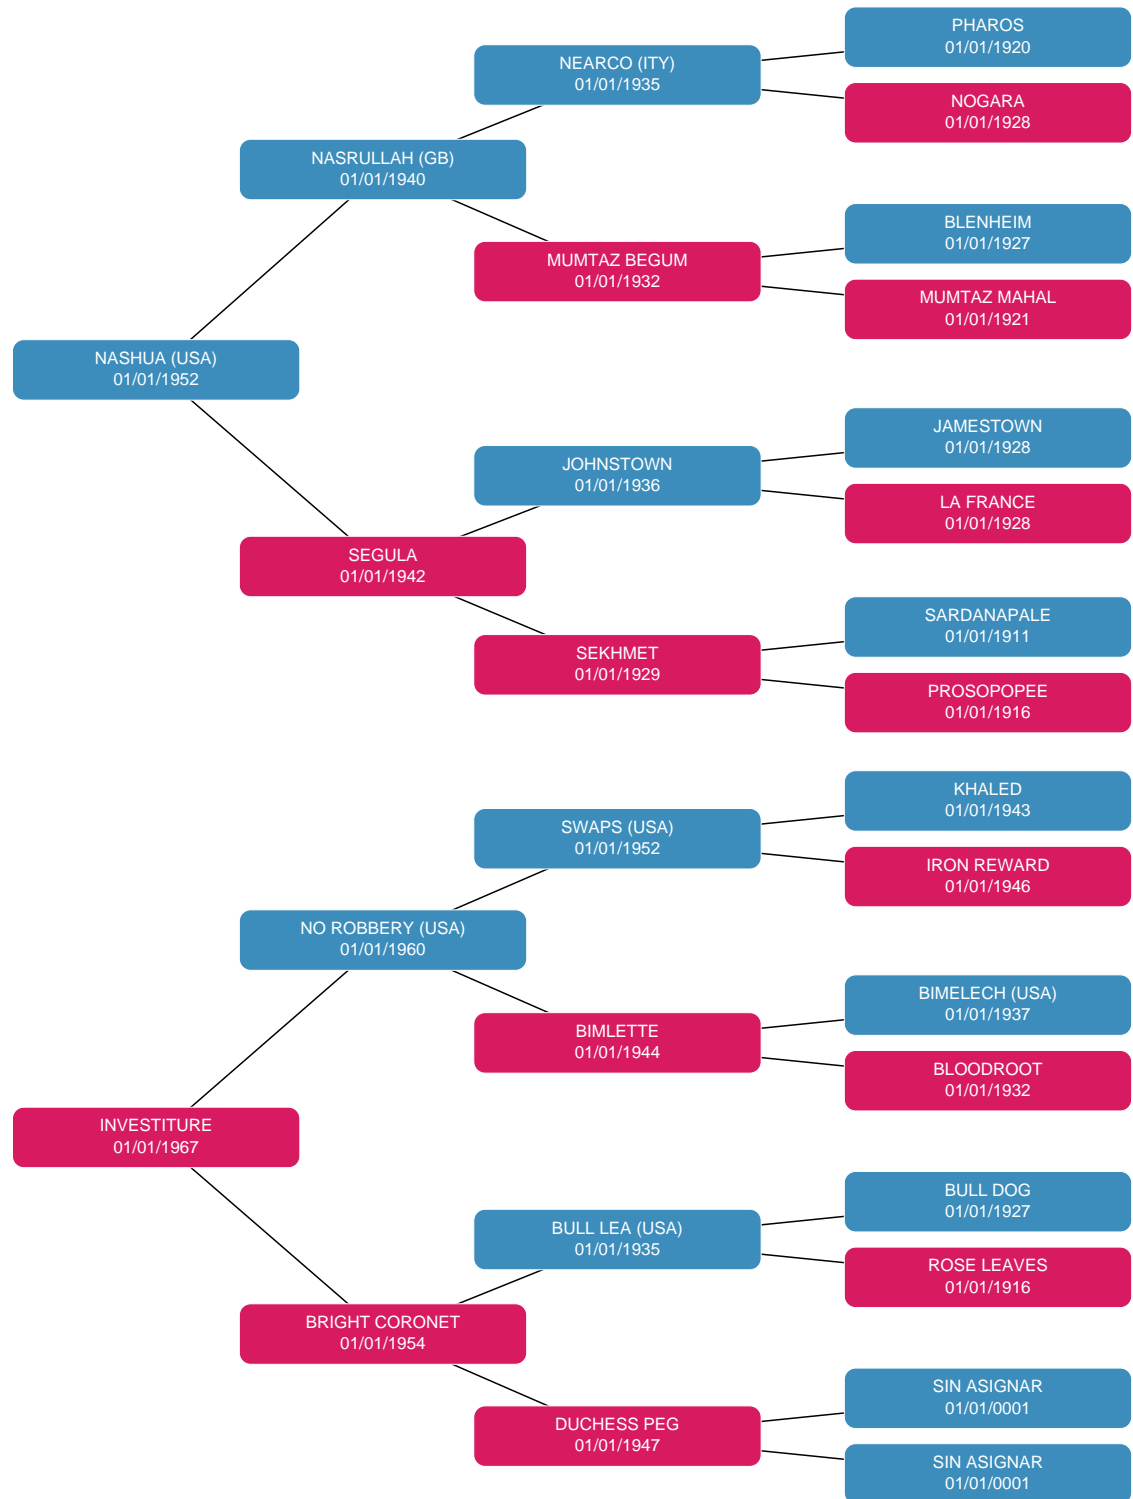 PHAROS
01/01/1920
NEARCO (ITY)
01/01/1935
NOGARA
01/01/1928
NASRULLAH (GB)
01/01/1940
BLENHEIM
01/01/1927
MUMTAZ BEGUM
01/01/1932
MUMTAZ MAHAL
01/01/1921
NASHUA (USA)
01/01/1952
JAMESTOWN
01/01/1928
JOHNSTOWN
01/01/1936
LA FRANCE
01/01/1928
SEGULA
01/01/1942
SARDANAPALE
01/01/1911
SEKHMET
01/01/1929
PROSOPOPEE
01/01/1916
KHALED
01/01/1943
SWAPS (USA)
01/01/1952
IRON REWARD
01/01/1946
NO ROBBERY (USA)
01/01/1960
BIMELECH (USA)
01/01/1937
BIMLETTE
01/01/1944
BLOODROOT
01/01/1932
INVESTITURE
01/01/1967
BULL DOG
01/01/1927
BULL LEA (USA)
01/01/1935
ROSE LEAVES
01/01/1916
BRIGHT CORONET
01/01/1954
SIN ASIGNAR
01/01/0001
DUCHESS PEG
01/01/1947
SIN ASIGNAR
01/01/0001